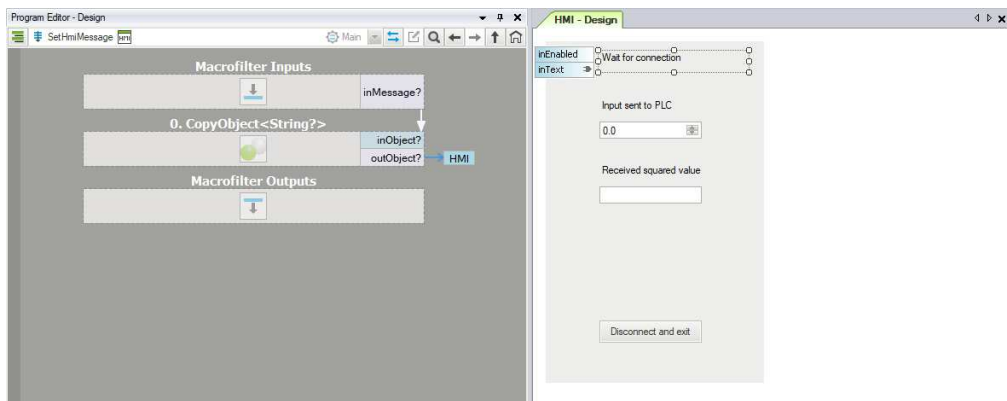 Program Editor - Design
SetHmiMessage HMI
Main
Macrofilter Inputs
inMessage?
0. CopyObject<String?>
inObject?
outObject?
HMI
Macrofilter Outputs
HMI - Design
inEnabled
inText
Wait for connection
Input sent to PLC
0.0
Received squared value
Disconnect and exit